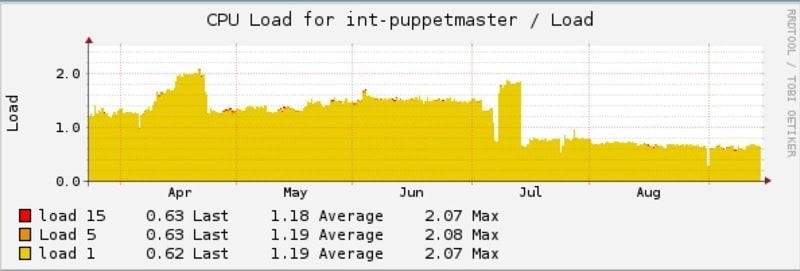 CPU Load for int-puppetmaster / Load
RRDTOOL / TOBI OETIKER
Load
2.0
1.0
0.0
Apr May Jun Jul Aug
load 15 0.63 Last 1.18 Average 2.07 Max
Load 5 0.63 Last 1.19 Average 2.08 Max
load 1 0.62 Last 1.19 Average 2.07 Max